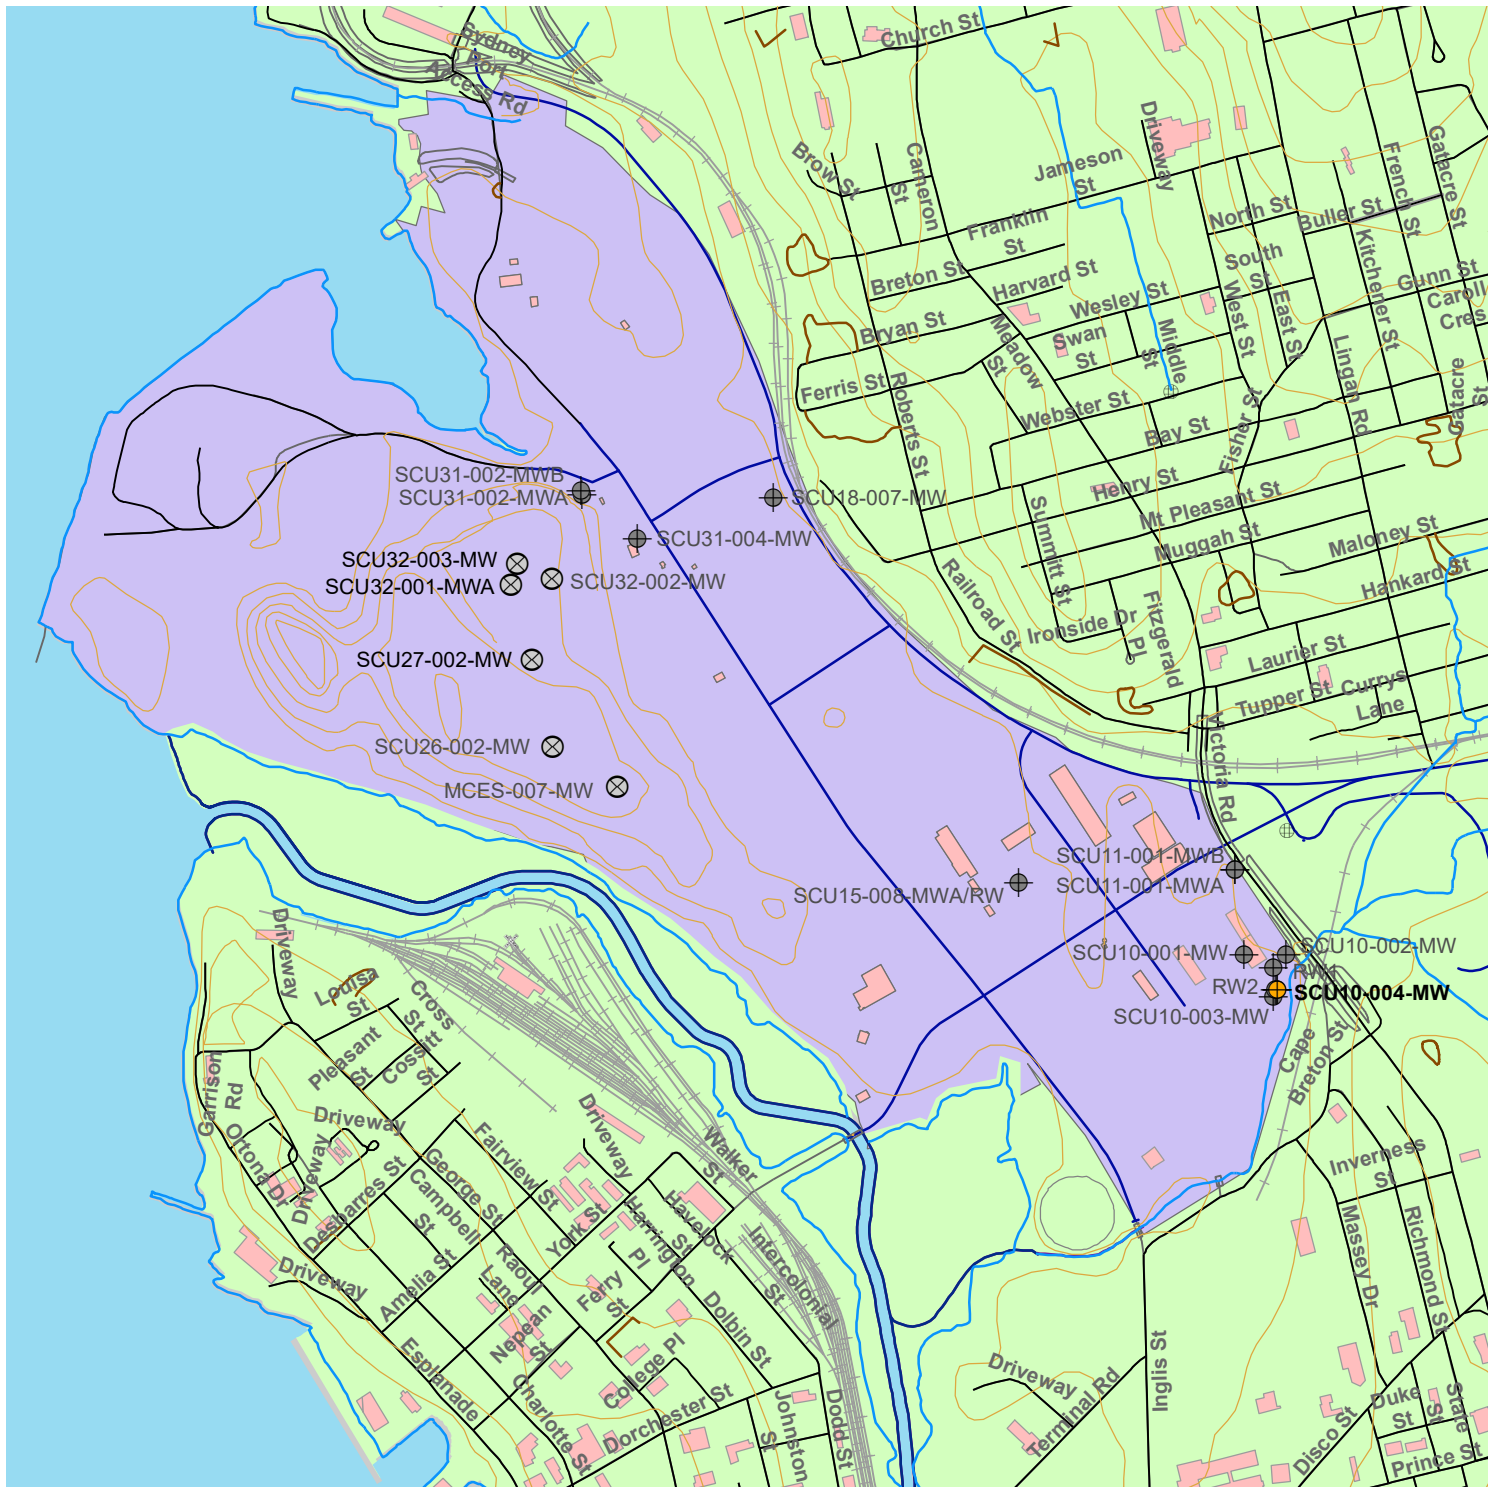 Sydney
Port
Access Rd
Church St
Driveway
Gatacre St
French St
Brow St
Cameron
St
Jameson
St
Franklin
St
North St
Buller St
South
St
Kitchener St
Gunn St
Caroll
Cres
Breton St
Harvard St
Wesley St
West St
East St
Bryan St
Meadow
St
Swan
St
Middle
St
Lingan Rd
Gatacre
St
Ferris St
Roberts St
Webster St
Bay St
Fisher St
SCU31-002-MWB
SCU31-002-MWA
SCU18-007-MW
Henry St
Mt Pleasant St
Summitt St
Muggah St
Maloney St
SCU31-004-MW
SCU32-003-MW
SCU32-001-MWA
SCU32-002-MW
Railroad St
Hankard St
Ironside Dr
Fitzgerald
Pl
Laurier St
SCU27-002-MW
Tupper St
Currys
Lane
Victoria Rd
SCU26-002-MW
MCES-007-MW
SCU11-001-MWB
SCU11-001-MWA
SCU15-008-MWA/RW
SCU10-001-MW
SCU10-002-MW
RW1
RW2
SCU10-004-MW
SCU10-003-MW
Cape
Breton St
Driveway
Louisa
St
Cross
St
Pleasant
St
Cossitt
St
Garrison
Rd
Driveway
Ortona Dr
Driveway
Fairview St
Driveway
Walker
St
Inverness
St
Desbarres St
George St
Campbell
St
York St
Harrington
Pl
Havelock
St
Intercolonial
St
Massey Dr
Richmond St
Driveway
Amelia St
Raoul
Lane
Ferry
St
Nepean
St
Dolbin St
Esplanade
Charlotte St
College Pl
Dorchester St
Johnston
St
Dodd St
Driveway
Terminal Rd
Inglis St
Disco St
Duke
St
State
St
Prince St